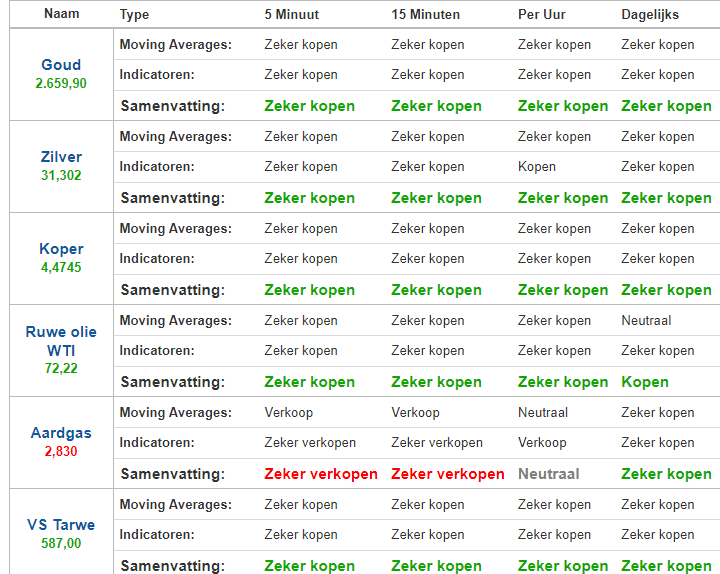 Naam Type 5 Minuut 15 Minuten Per Uur Dagelijks
Goud
2.659,90
Moving Averages: Zeker kopen Zeker kopen Zeker kopen Zeker kopen
Indicatoren: Zeker kopen Zeker kopen Zeker kopen Zeker kopen
Samenvatting: Zeker kopen Zeker kopen Zeker kopen Zeker kopen
Zilver
31,302
Moving Averages: Zeker kopen Zeker kopen Zeker kopen Zeker kopen
Indicatoren: Zeker kopen Zeker kopen Kopen Zeker kopen
Samenvatting: Zeker kopen Zeker kopen Zeker kopen Zeker kopen
Koper
4,4745
Moving Averages: Zeker kopen Zeker kopen Zeker kopen Zeker kopen
Indicatoren: Zeker kopen Zeker kopen Zeker kopen Zeker kopen
Samenvatting: Zeker kopen Zeker kopen Zeker kopen Zeker kopen
Ruwe olie
WTI
72,22
Moving Averages: Zeker kopen Zeker kopen Zeker kopen Neutraal
Indicatoren: Zeker kopen Zeker kopen Zeker kopen Zeker kopen
Samenvatting: Zeker kopen Zeker kopen Zeker kopen Kopen
Aardgas
2,830
Moving Averages: Verkoop Verkoop Neutraal Zeker kopen
Indicatoren: Zeker verkopen Zeker verkopen Verkoop Zeker kopen
Samenvatting: Zeker verkopen Zeker verkopen Neutraal Zeker kopen
VS Tarwe
587,00
Moving Averages: Zeker kopen Zeker kopen Zeker kopen Zeker kopen
Indicatoren: Zeker kopen Zeker kopen Zeker kopen Zeker kopen
Samenvatting: Zeker kopen Zeker kopen Zeker kopen Zeker kopen